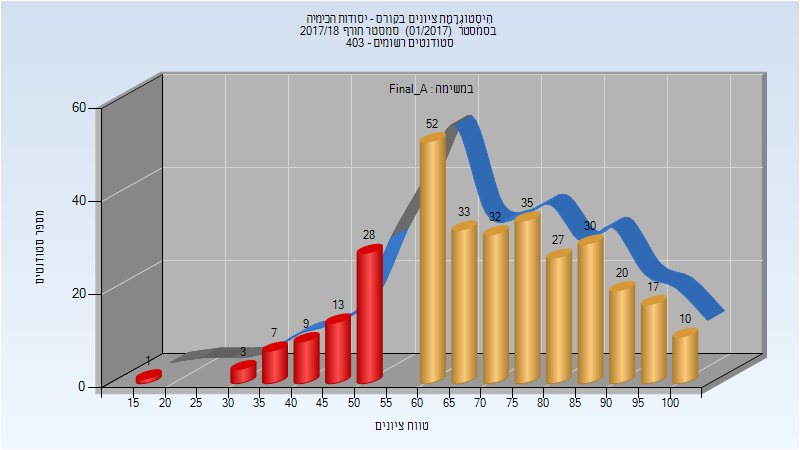 היסטוגרמת ציונים בקורס - יסודות הכימיה
בסמסטר (01/2017) סמסטר חורף 2017/18
סטודנטים רשומים - 403
במשימה : Final_A
מספר סטודנטים
60
40
20
0
1
3
7
9
13
28
52
33
32
35
27
30
20
17
10
15 20 25 30 35 40 45 50 55 60 65 70 75 80 85 90 95 100
טווח ציונים